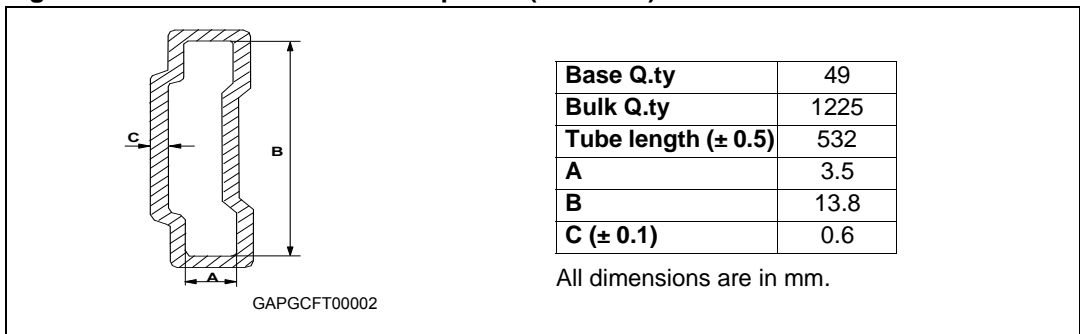 C
B
A
GAPGCFT00002
Base Q.ty 49
Bulk Q.ty 1225
Tube length (± 0.5) 532
A 3.5
B 13.8
C (± 0.1) 0.6
All dimensions are in mm.